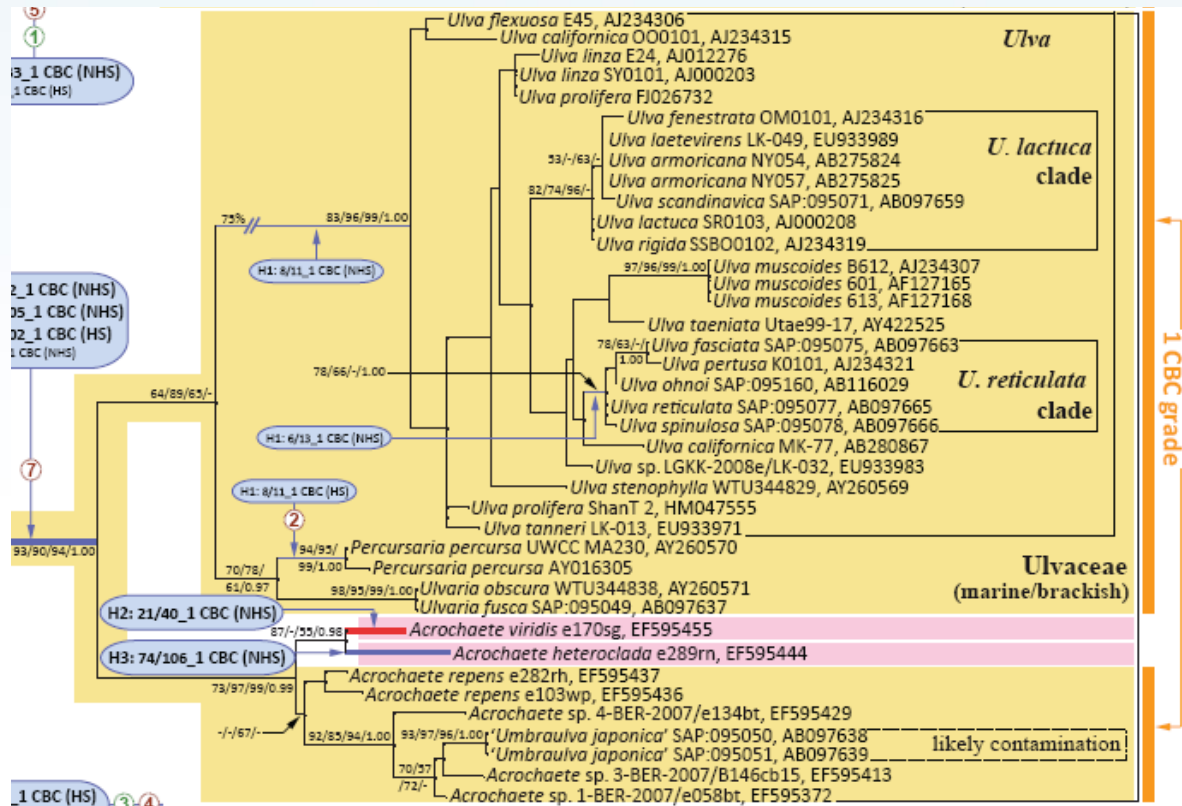 5
1
33_1 CBC (NHS)
_1 CBC (HS)
2_1 CBC (NHS)
05_1 CBC (NHS)
02_1 CBC (HS)
1 CBC (NHS)
7
93/90/94/1.00
_1 CBC (HS)
3 4
Ulva flexuosa E45, AJ234306
Ulva californica OO0101, AJ234315
Ulva
Ulva linza E24, AJ012276
Ulva linza SY0101, AJ000203
Ulva prolifera FJ026732
Ulva fenestrata OM0101, AJ234316
Ulva laetevirens LK-049, EU933989
53/-/63/-
Ulva armoricana NY054, AB275824
Ulva armoricana NY057, AB275825
82/74/96/-
Ulva scandinavica SAP:095071, AB097659
Ulva lactuca SR0103, AJ000208
Ulva rigida SSBO0102, AJ234319
U. lactuca
clade
75%
83/96/99/1.00
H1: 8/11_1 CBC (NHS)
97/96/99/1.00
Ulva muscoides B612, AJ234307
Ulva muscoides 601, AF127165
Ulva muscoides 613, AF127168
Ulva taeniata Utae99-17, AY422525
78/63/-/
1.00
Ulva fasciata SAP:095075, AB097663
Ulva pertusa K0101, AJ234321
78/66/-/1.00
Ulva ohnoi SAP:095160, AB116029
Ulva reticulata SAP:095077, AB097665
Ulva spinulosa SAP:095078, AB097666
U. reticulata
clade
64/89/65/-
H1: 6/13_1 CBC (NHS)
Ulva californica MK-77, AB280867
Ulva sp. LGKK-2008e/LK-032, EU933983
Ulva stenophylla WTU344829, AY260569
Ulva prolifera ShanT 2, HM047555
Ulva tanneri LK-013, EU933971
H1: 8/11_1 CBC (HS)
2
94/95/
99/1.00
Percursaria percursa UWCC MA230, AY260570
Percursaria percursa AY016305
70/78/
61/0.97
98/95/99/1.00
Ulvaria obscura WTU344838, AY260571
Ulvaria fusca SAP:095049, AB097637
Ulvaceae
(marine/brackish)
H2: 21/40_1 CBC (NHS)
87/-/55/0.98
Acrochaete viridis e170sg, EF595455
H3: 74/106_1 CBC (NHS)
Acrochaete heteroclada e289rn, EF595444
73/97/99/0.99
Acrochaete repens e282rh, EF595437
Acrochaete repens e103wp, EF595436
-/-/67/-
Acrochaete sp. 4-BER-2007/e134bt, EF595429
92/85/94/1.00
93/97/96/1.00
'Umbraulva japonica' SAP:095050, AB097638
'Umbraulva japonica' SAP:095051, AB097639
likely contamination
70/57
/72/-
Acrochaete sp. 3-BER-2007/B146cb15, EF595413
Acrochaete sp. 1-BER-2007/e058bt, EF595372
1 CBC grade